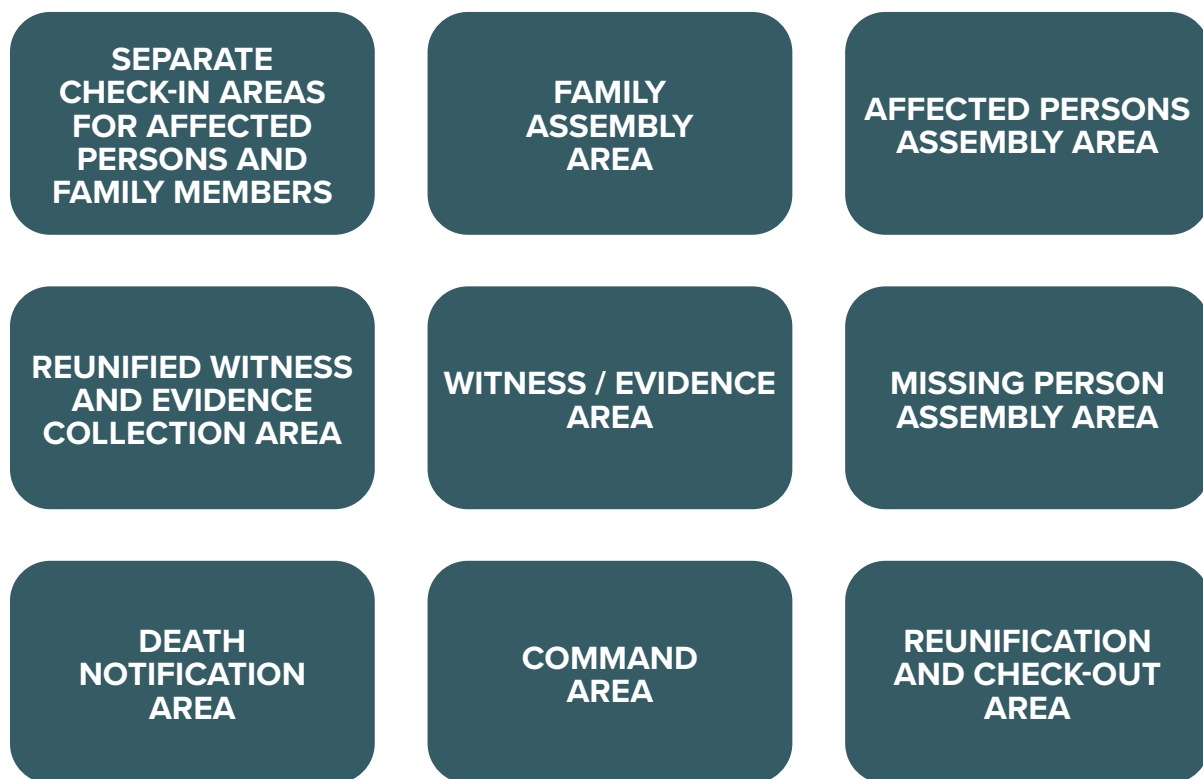 SEPARATE
CHECK-IN AREAS
FOR AFFECTED
PERSONS AND
FAMILY MEMBERS
FAMILY
ASSEMBLY
AREA
AFFECTED PERSONS
ASSEMBLY AREA
REUNIFIED WITNESS
AND EVIDENCE
COLLECTION AREA
WITNESS / EVIDENCE
AREA
MISSING PERSON
ASSEMBLY AREA
DEATH
NOTIFICATION
AREA
COMMAND
AREA
REUNIFICATION
AND CHECK-OUT
AREA